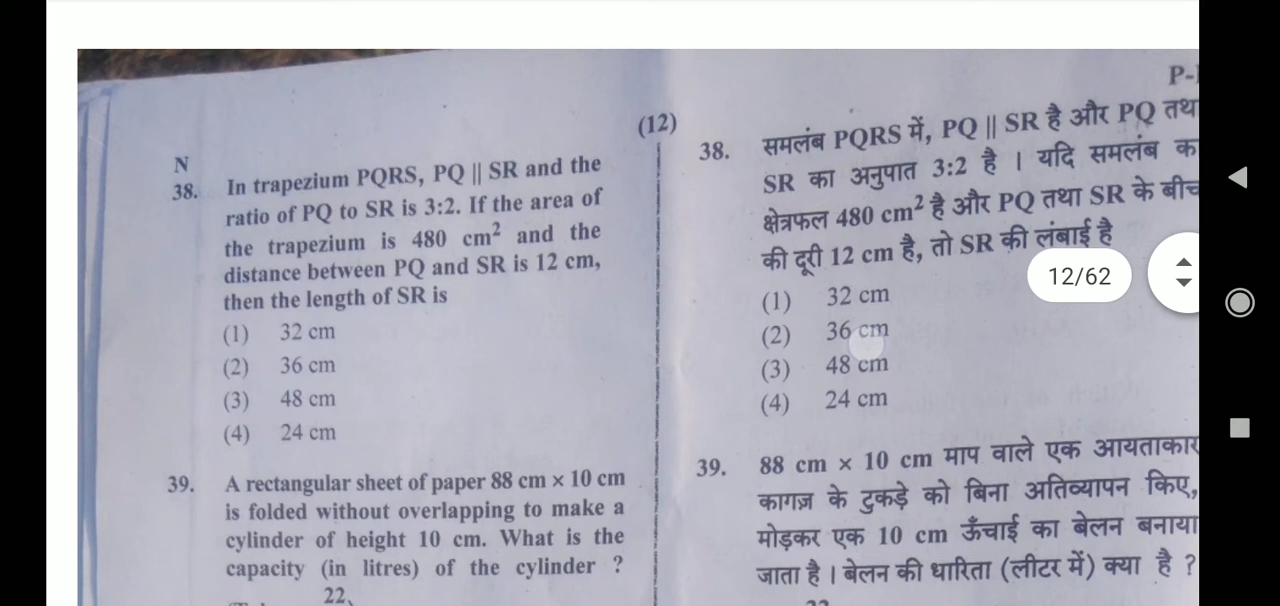 P-
(12)
N
38. In trapezium PQRS, PQ || SR and the
ratio of PQ to SR is 3:2. If the area of
the trapezium is 480 cm² and the
distance between PQ and SR is 12 cm,
then the length of SR is
(1) 32 cm
(2) 36 cm
(3) 48 cm
(4) 24 cm
39. A rectangular sheet of paper 88 cm × 10 cm
is folded without overlapping to make a
cylinder of height 10 cm. What is the
capacity (in litres) of the cylinder ?
22
38. समलंब PQRS में, PQ || SR है और PQ तथ
SR का अनुपात 3:2 है । यदि समलंब क
क्षेत्रफल 480 cm² है और PQ तथा SR के बीच
की दूरी 12 cm है, तो SR की लंबाई है
(1) 32 cm
(2) 36 cm
(3) 48 cm
(4) 24 cm
39. 88 cm × 10 cm माप वाले एक आयताकार
कागज़ के टुकड़े को बिना अतिव्यापन किए,
मोड़कर एक 10 cm ऊँचाई का बेलन बनाया
जाता है । बेलन की धारिता (लीटर में) क्या है ?
12/62